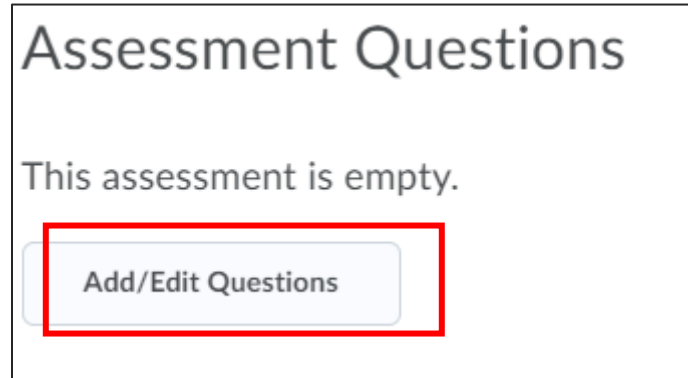 Assessment Questions
This assessment is empty.
Add/Edit Questions